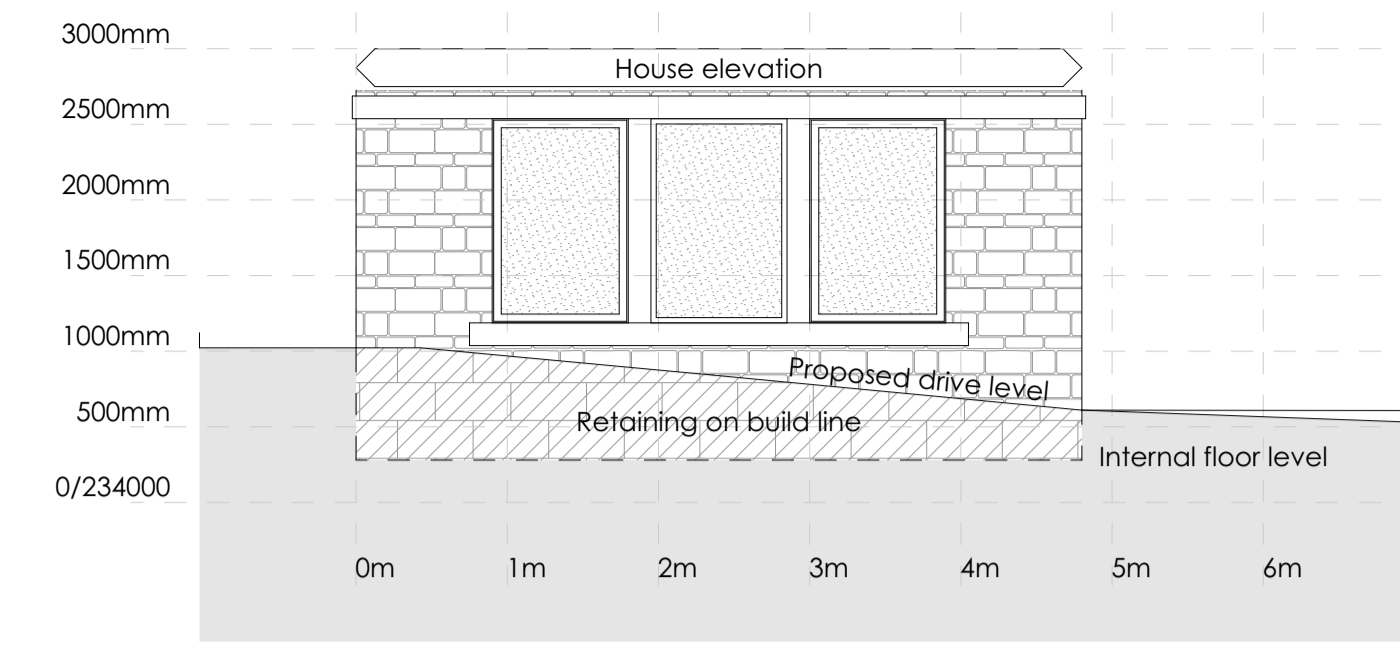 3000mm
House elevation
2500mm
2000mm
1500mm
1000mm
Proposed drive level
500mm
Retaining on build line
Internal floor level
0/234000
0m 1m 2m 3m 4m 5m 6m